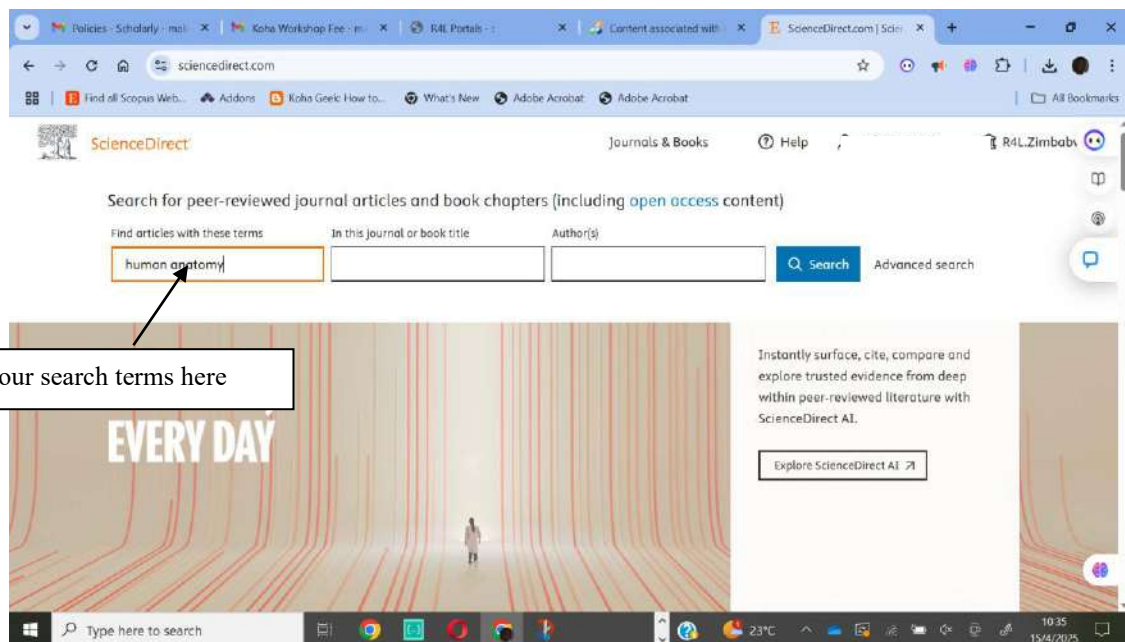 Policies - Scholarly - mal
Koha Workshop Fee - m
R4L Portals -
Content associated with
ScienceDirect.com | Scie
sciencedirect.com
Find all Scopus Web...
Addons
Koha Geek: How to...
What's New
Adobe Acrobat
Adobe Acrobat
All Bookmarks
ScienceDirect
Journals & Books
Help
R4L.Zimbabw
Search for peer-reviewed journal articles and book chapters (including open access content)
Find articles with these terms
In this journal or book title
Author(s)
human anatomy
Search
Advanced search
our search terms here
EVERY DAY
Instantly surface, cite, compare and
explore trusted evidence from deep
within peer-reviewed literature with
ScienceDirect AI.
Explore ScienceDirect AI
Type here to search
23°C
10:35
15/4/2025